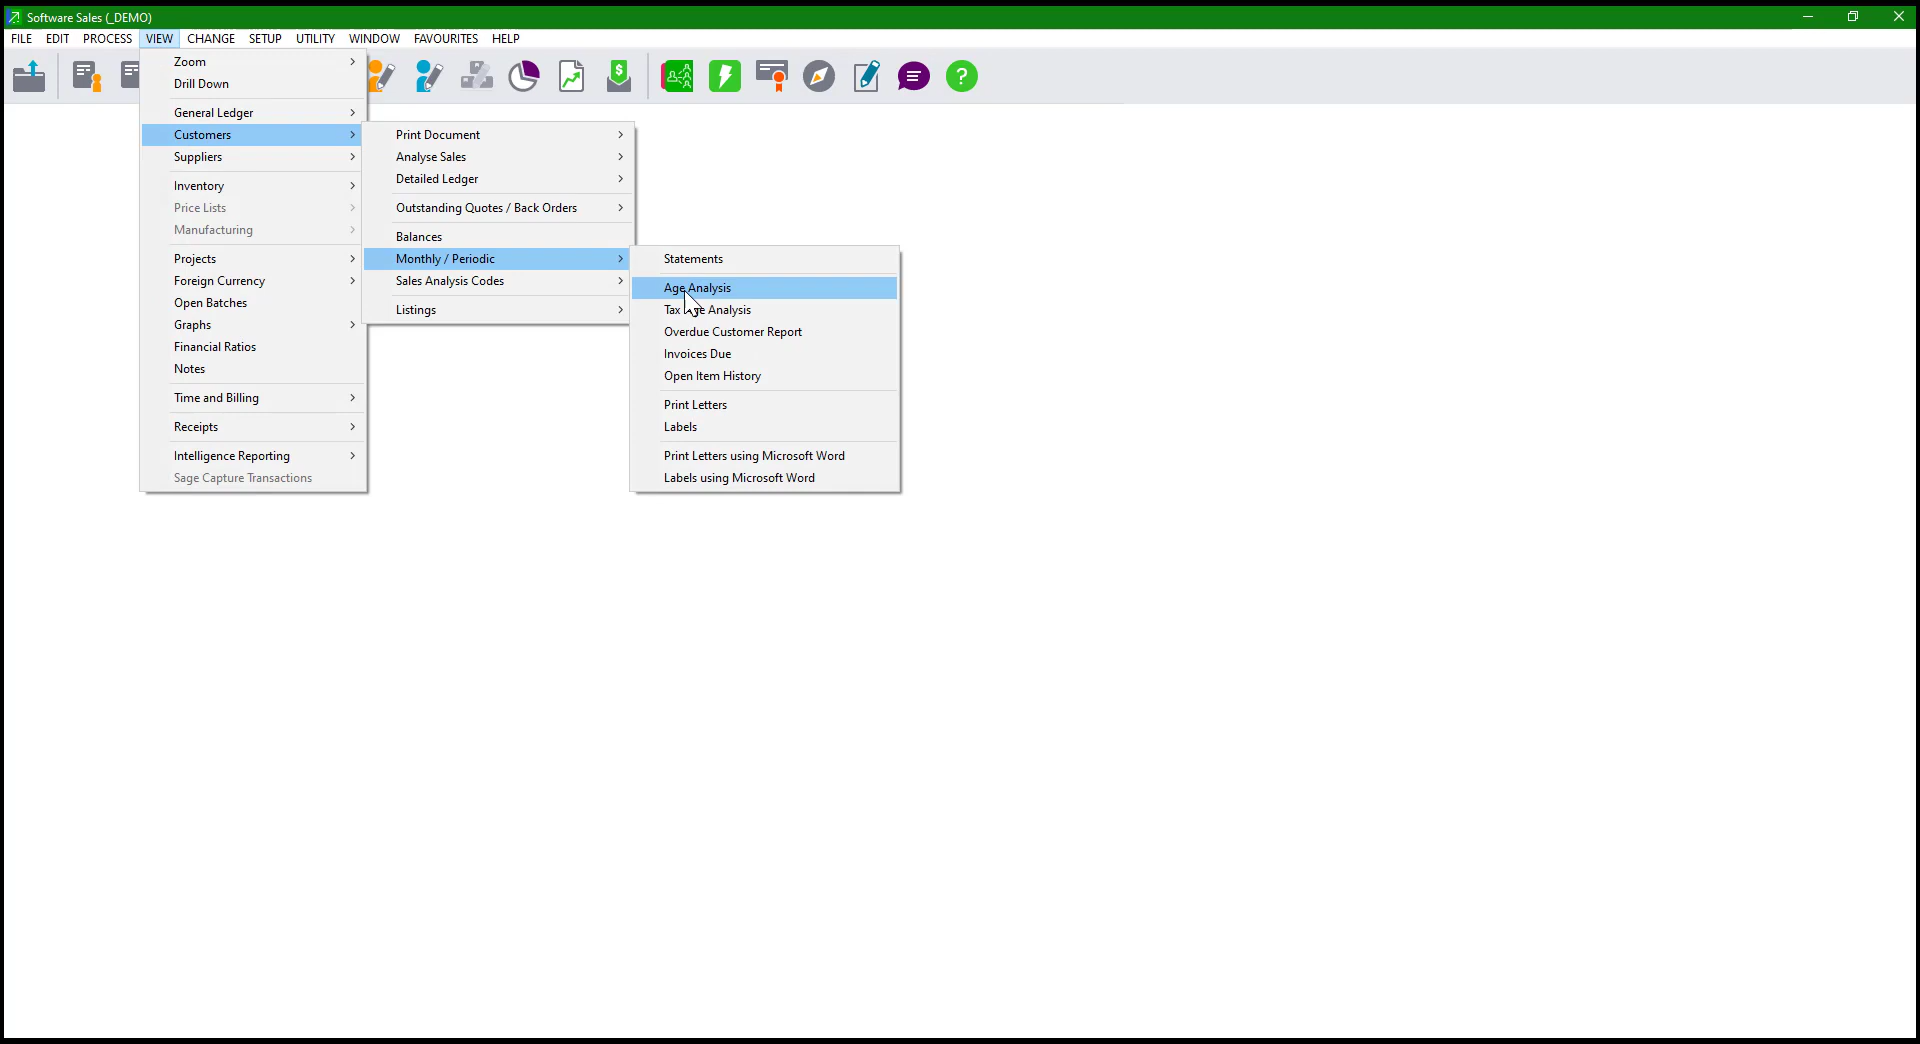 Software Sales (_DEMO)
FILE EDIT PROCESS VIEW CHANGE SETUP UTILITY WINDOW FAVOURITES HELP
Zoom
Drill Down
General Ledger
Customers
Suppliers
Inventory
Price Lists
Manufacturing
Projects
Foreign Currency
Open Batches
Graphs
Financial Ratios
Notes
Time and Billing
Receipts
Intelligence Reporting
Sage Capture Transactions
Print Document
Analyse Sales
Detailed Ledger
Outstanding Quotes / Back Orders
Balances
Monthly / Periodic
Sales Analysis Codes
Listings
Statements
Age Analysis
Tax Age Analysis
Overdue Customer Report
Invoices Due
Open Item History
Print Letters
Labels
Print Letters using Microsoft Word
Labels using Microsoft Word